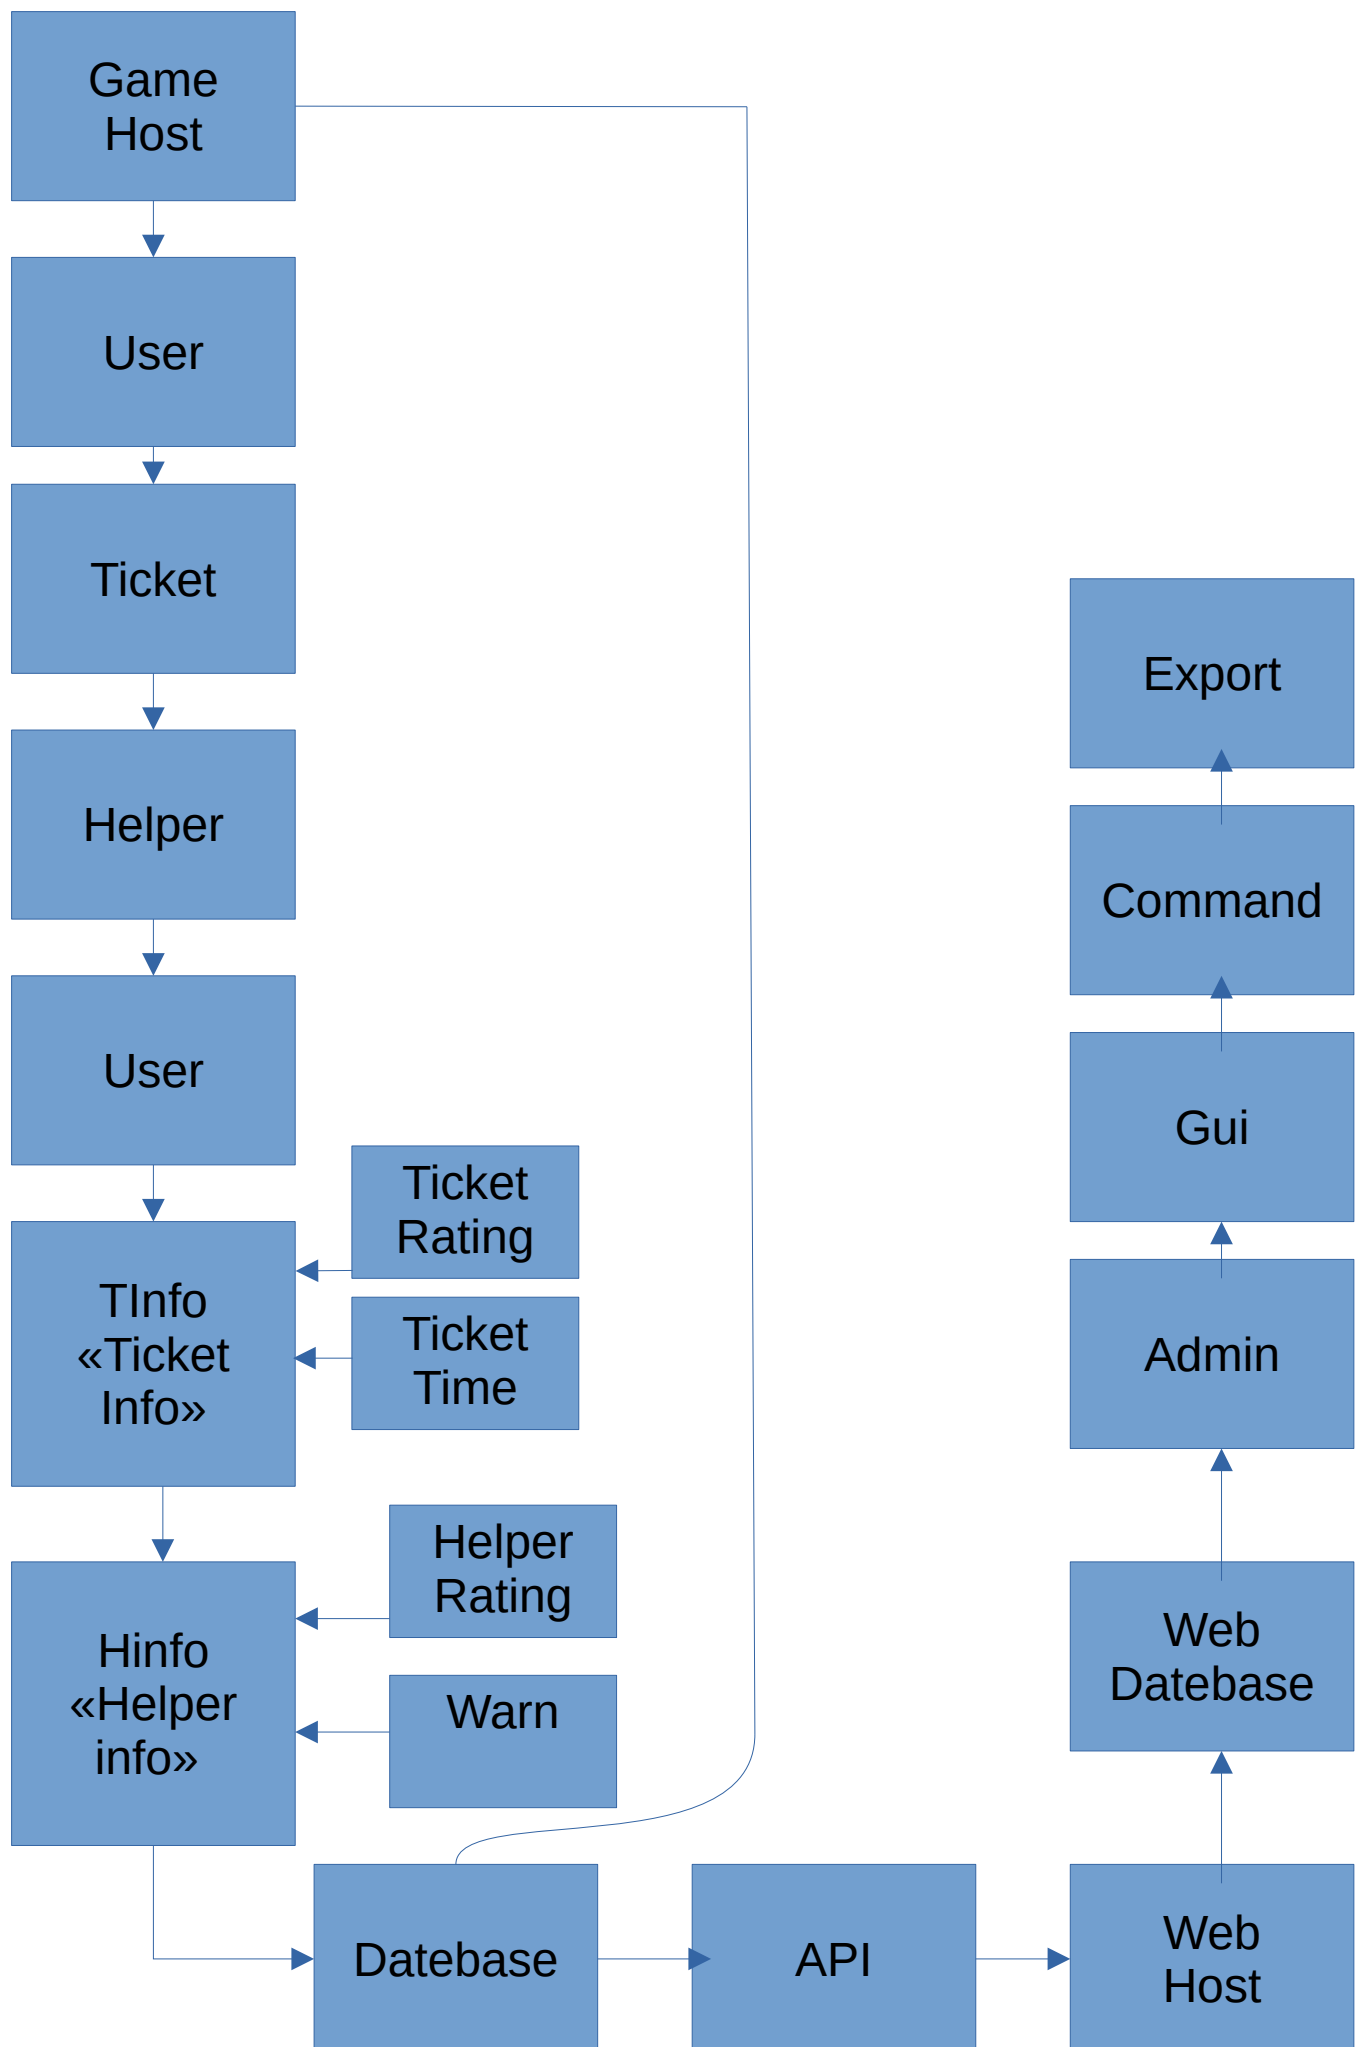 Game
Host
User
Ticket
Helper
User
TInfo
«Ticket
Info»
Ticket
Rating
Ticket
Time
Hinfo
«Helper
info»
Helper
Rating
Warn
Datebase
API
Web
Host
Web
Datebase
Admin
Gui
Command
Export